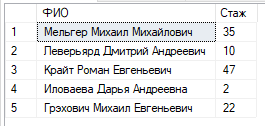 ФИО Стаж
1 Мельгер Михаил Михайлович 35
2 Леверьярд Дмитрий Андреевич 10
3 Крайт Роман Евгеньевич 47
4 Иловаева Дарья Андреевна 2
5 Грэхович Михаил Евгеньевич 22